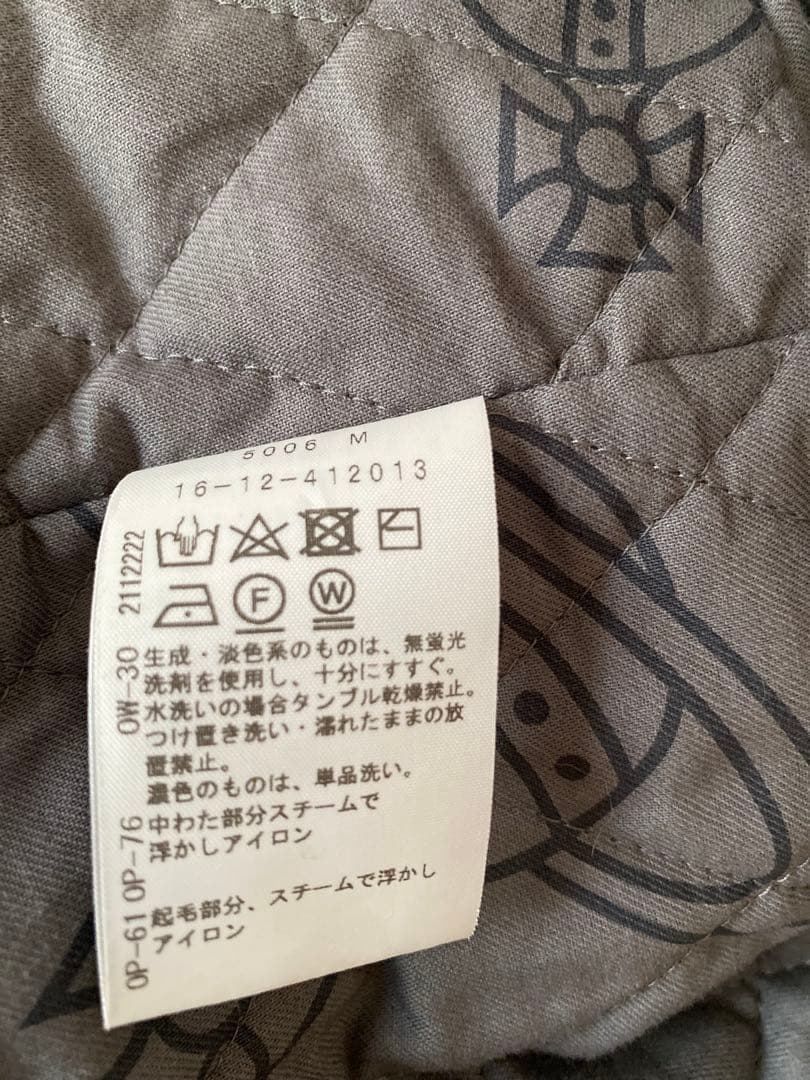 5006 M
16-12-412013
2112222
F
W
OW-30
生成・淡色系のものは、無蛍光
洗剤を使用し、十分にすすぐ。
水洗いの場合タンブル乾燥禁止。
つけ置き洗い・濡れたままの放
置禁止。
濃色のものは、単品洗い。
OP-76
中わた部分スチームで
浮かしアイロン
OP-61
起毛部分、スチームで浮かし
アイロン